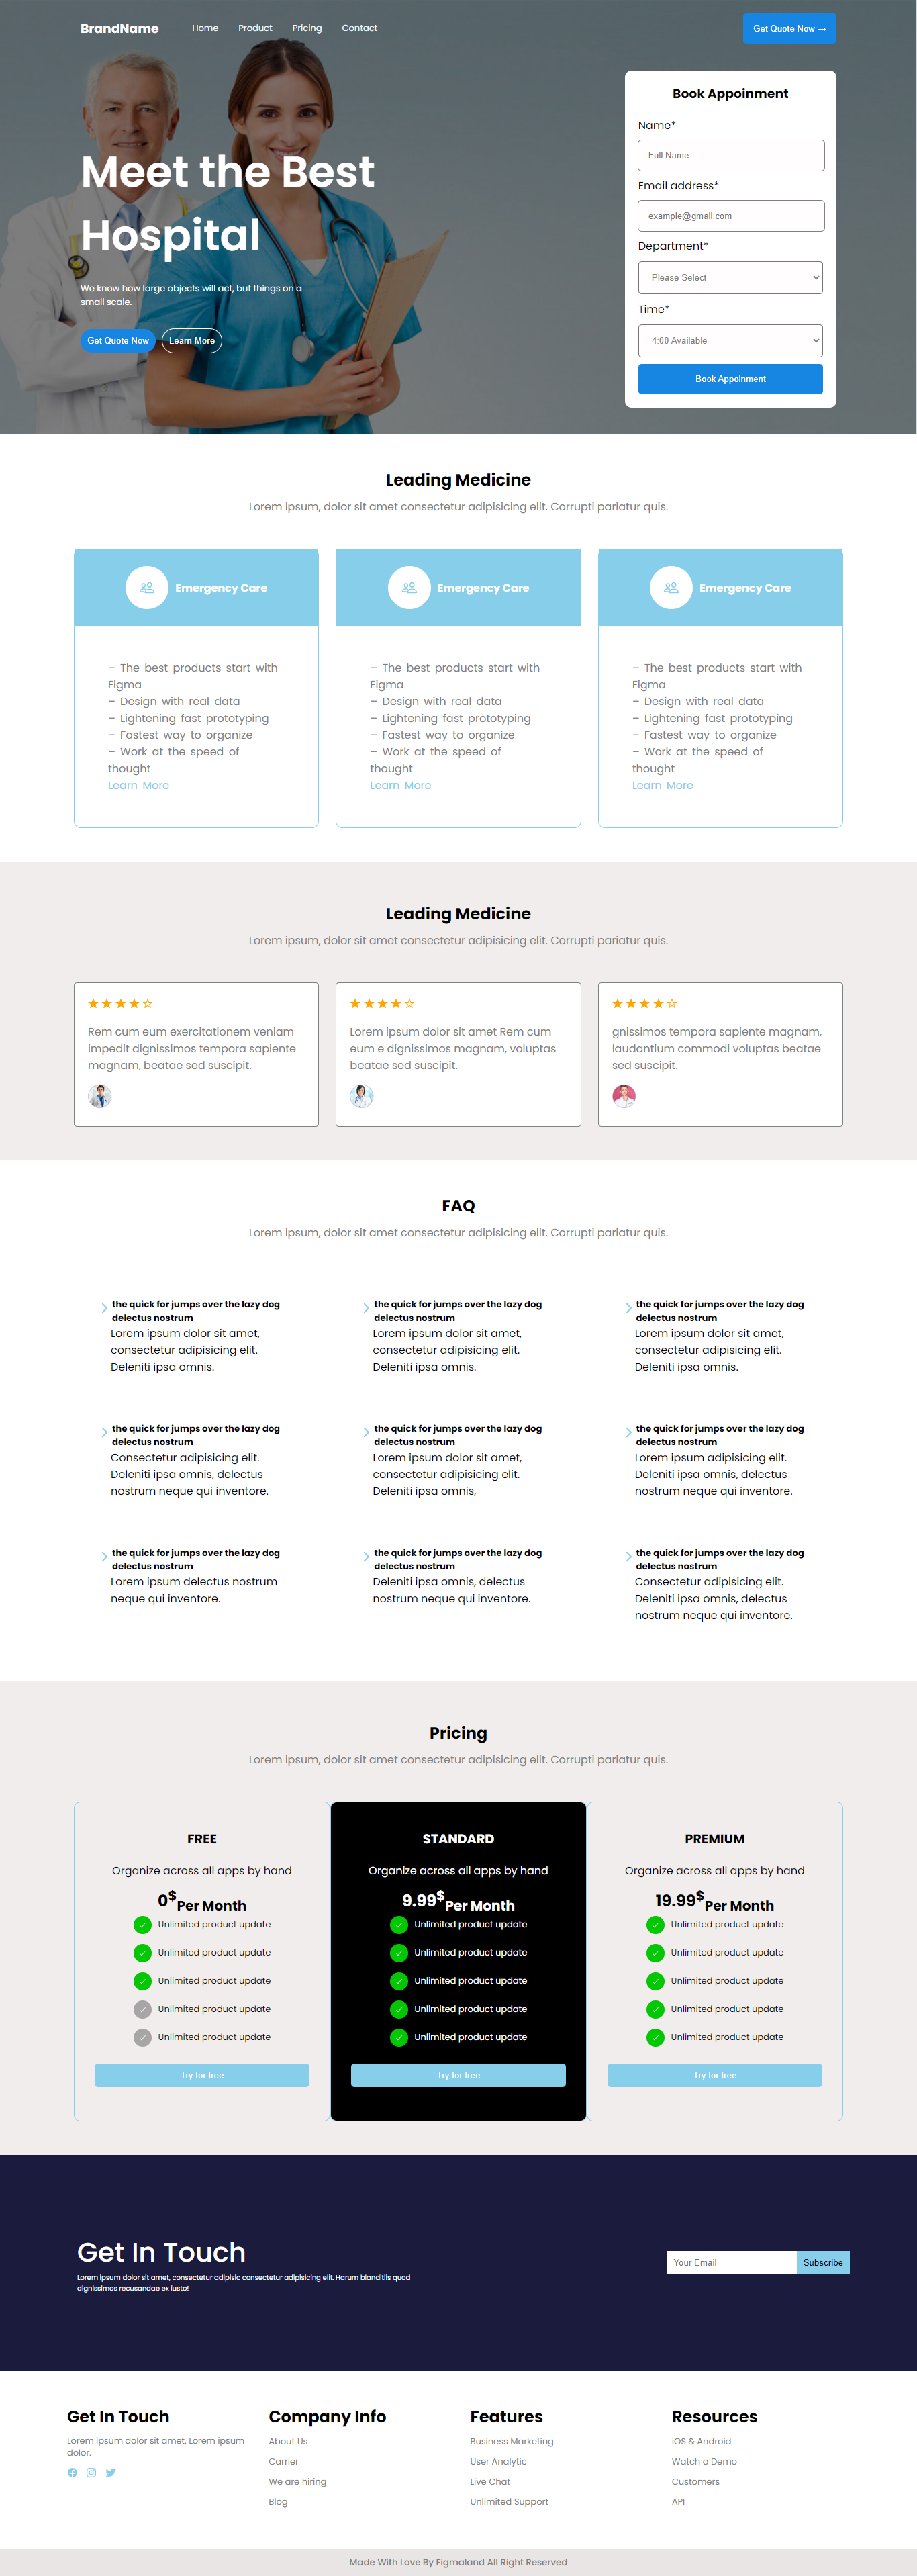 BrandName
Home
Product
Pricing
Contact
Get Quote Now →
Meet the Best
Hospital
We know how large objects will act, but things on a
small scale.
Get Quote Now
Learn More
Book Appoinment
Name*
Full Name
Email address*
example@gmail.com
Department*
Please Select
Time*
4:00 Available
Book Appoinment
Leading Medicine
Lorem ipsum, dolor sit amet consectetur adipisicing elit. Corrupti pariatur quis.
Emergency Care
– The best products start with
Figma
– Design with real data
– Lightening fast prototyping
– Fastest way to organize
– Work at the speed of
thought
Learn More
Emergency Care
– The best products start with
Figma
– Design with real data
– Lightening fast prototyping
– Fastest way to organize
– Work at the speed of
thought
Learn More
Emergency Care
– The best products start with
Figma
– Design with real data
– Lightening fast prototyping
– Fastest way to organize
– Work at the speed of
thought
Learn More
Leading Medicine
Lorem ipsum, dolor sit amet consectetur adipisicing elit. Corrupti pariatur quis.
Rem cum eum exercitationem veniam
impedit dignissimos tempora sapiente
magnam, beatae sed suscipit.
Lorem ipsum dolor sit amet Rem cum
eum e dignissimos magnam, voluptas
beatae sed suscipit.
gnissimos tempora sapiente magnam,
laudantium commodi voluptas beatae
sed suscipit.
FAQ
Lorem ipsum, dolor sit amet consectetur adipisicing elit. Corrupti pariatur quis.
the quick for jumps over the lazy dog
delectus nostrum
Lorem ipsum dolor sit amet,
consectetur adipisicing elit.
Deleniti ipsa omnis.
the quick for jumps over the lazy dog
delectus nostrum
Lorem ipsum dolor sit amet,
consectetur adipisicing elit.
Deleniti ipsa omnis.
the quick for jumps over the lazy dog
delectus nostrum
Lorem ipsum dolor sit amet,
consectetur adipisicing elit.
Deleniti ipsa omnis.
the quick for jumps over the lazy dog
delectus nostrum
Consectetur adipisicing elit.
Deleniti ipsa omnis, delectus
nostrum neque qui inventore.
the quick for jumps over the lazy dog
delectus nostrum
Lorem ipsum dolor sit amet,
consectetur adipisicing elit.
Deleniti ipsa omnis,
the quick for jumps over the lazy dog
delectus nostrum
Lorem ipsum adipisicing elit.
Deleniti ipsa omnis, delectus
nostrum neque qui inventore.
the quick for jumps over the lazy dog
delectus nostrum
Lorem ipsum delectus nostrum
neque qui inventore.
the quick for jumps over the lazy dog
delectus nostrum
Deleniti ipsa omnis, delectus
nostrum neque qui inventore.
the quick for jumps over the lazy dog
delectus nostrum
Consectetur adipisicing elit.
Deleniti ipsa omnis, delectus
nostrum neque qui inventore.
Pricing
Lorem ipsum, dolor sit amet consectetur adipisicing elit. Corrupti pariatur quis.
FREE
Organize across all apps by hand
0$Per Month
Unlimited product update
Unlimited product update
Unlimited product update
Unlimited product update
Unlimited product update
Try for free
STANDARD
Organize across all apps by hand
9.99$Per Month
Unlimited product update
Unlimited product update
Unlimited product update
Unlimited product update
Unlimited product update
Try for free
PREMIUM
Organize across all apps by hand
19.99$Per Month
Unlimited product update
Unlimited product update
Unlimited product update
Unlimited product update
Unlimited product update
Try for free
Get In Touch
Lorem ipsum dolor sit amet, consectetur adipisic consectetur adipisicing elit. Harum blanditiis quod
dignissimos recusandae ex iusto!
Your Email
Subscribe
Get In Touch
Lorem ipsum dolor sit amet. Lorem ipsum
dolor.
Company Info
About Us
Carrier
We are hiring
Blog
Features
Business Marketing
User Analytic
Live Chat
Unlimited Support
Resources
iOS & Android
Watch a Demo
Customers
API
Made With Love By Figmaland All Right Reserved